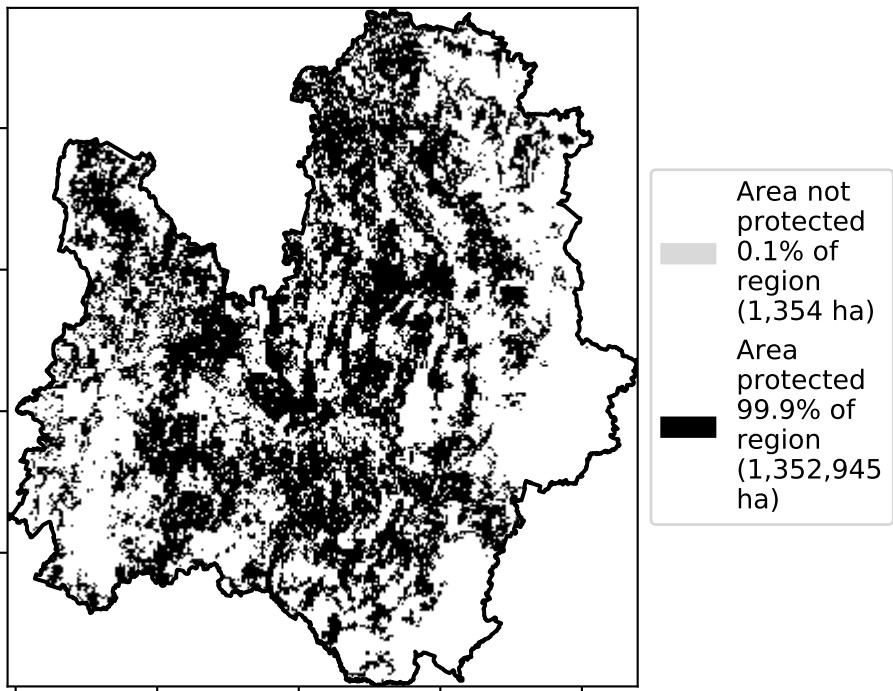 Area not
protected
0.1% of
region
(1,354 ha)
Area
protected
99.9% of
region
(1,352,945
ha)